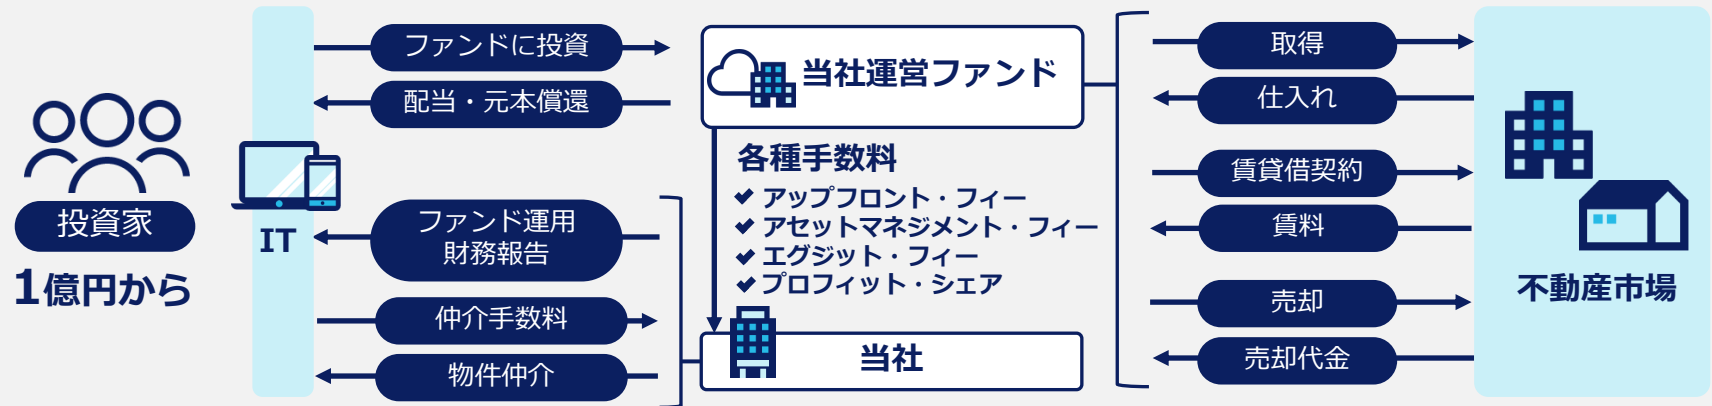 投資家
1億円から
IT
ファンドに投資
配当・元本償還
ファンド運用
財務報告
仲介手数料
物件仲介
当社運営ファンド
各種手数料
アップフロント・フィー
アセットマネジメント・フィー
エグジット・フィー
プロフィット・シェア
当社
取得
仕入れ
賃貸借契約
賃料
売却
売却代金
不動産市場